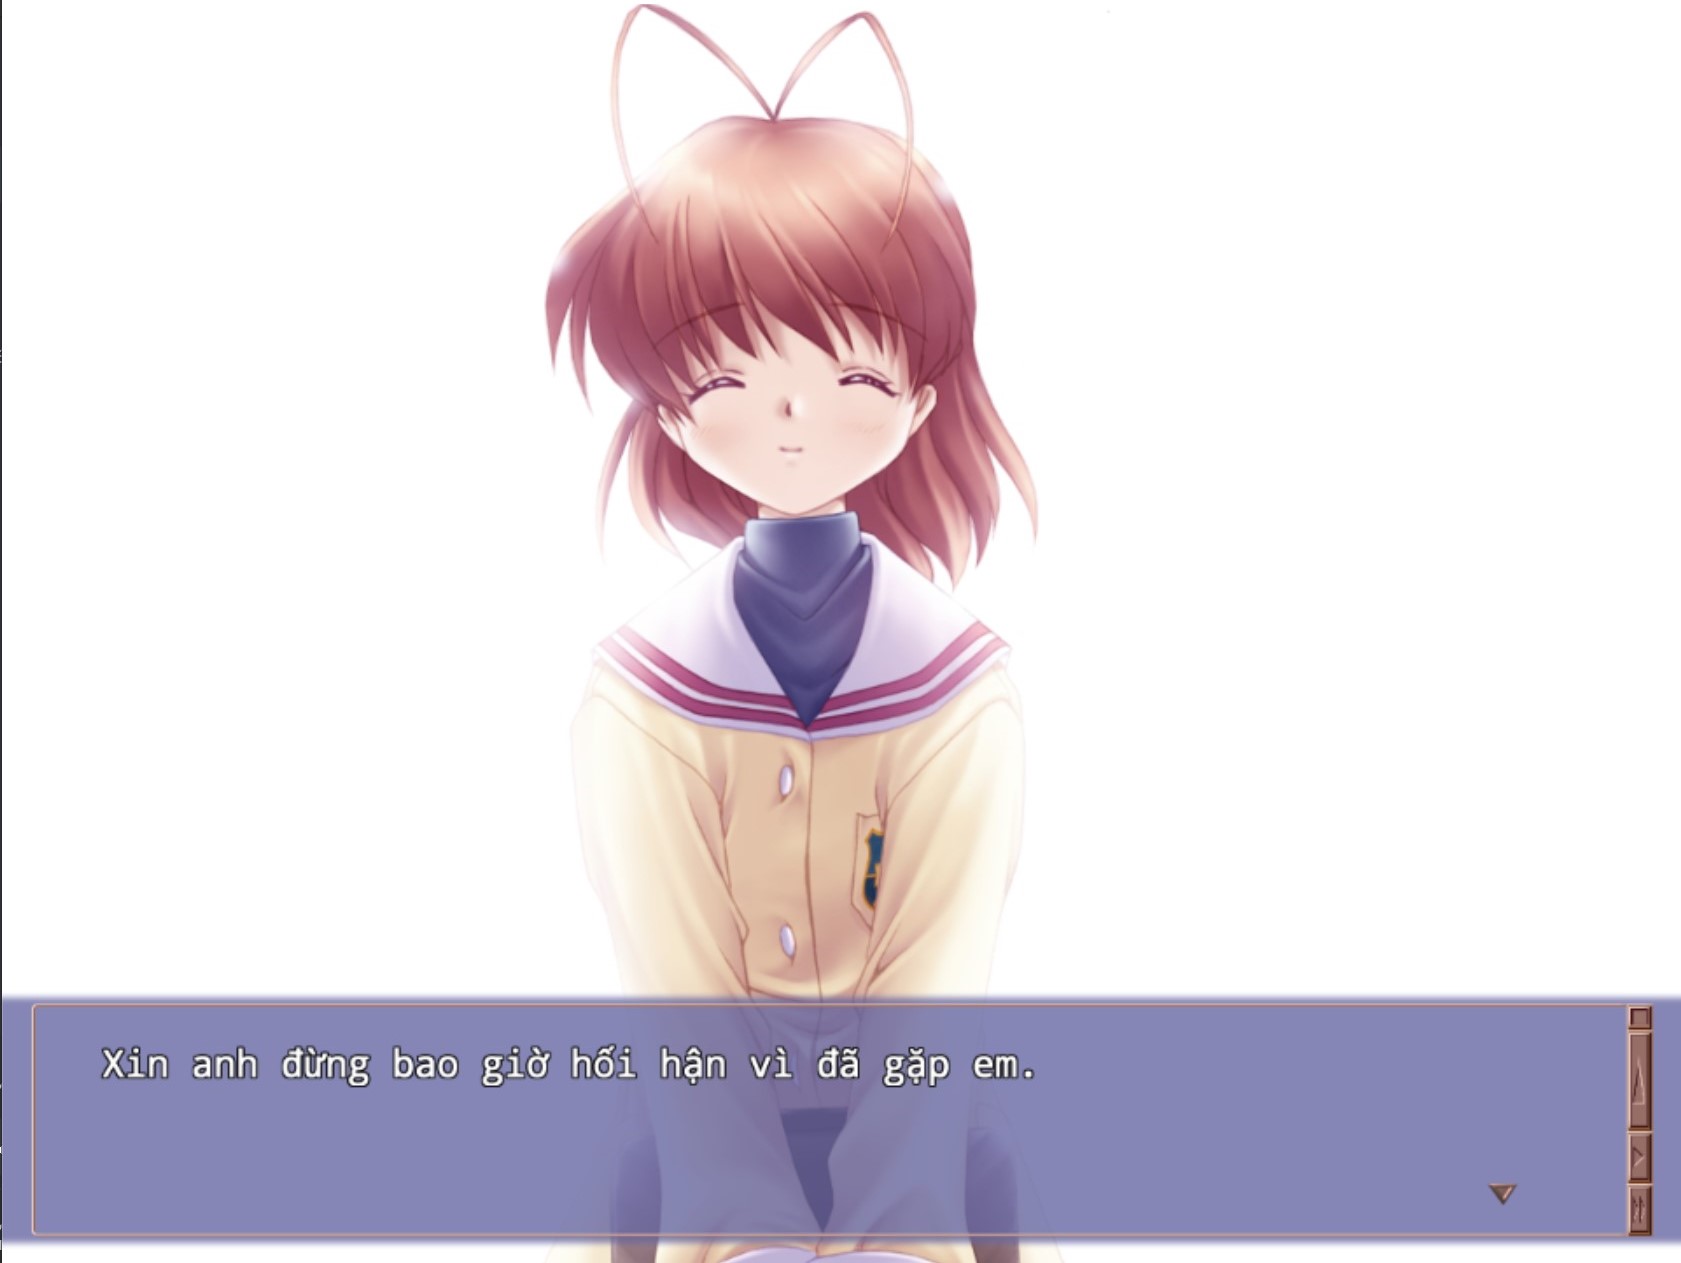 Xin anh đừng bao giờ hối hận vì đã gặp em.